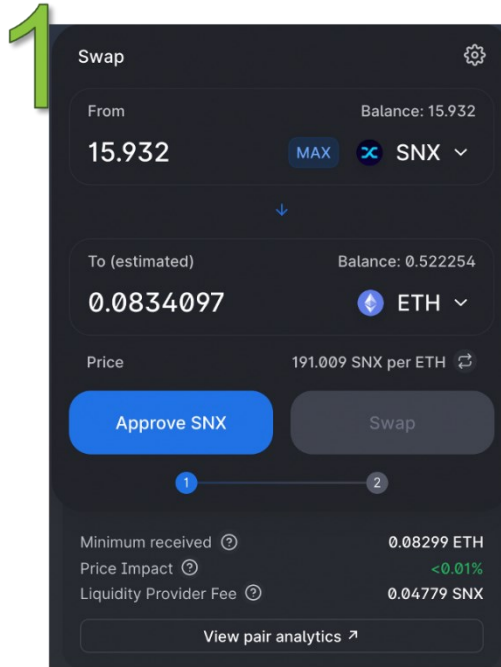 1
Swap
From Balance: 15.932
15.932 MAX SNX
To (estimated) Balance: 0.522254
0.0834097 ETH
Price 191.009 SNX per ETH
Approve SNX Swap
1 2
Minimum received ? 0.08299 ETH
Price Impact ? <0.01%
Liquidity Provider Fee ? 0.04779 SNX
View pair analytics ↗